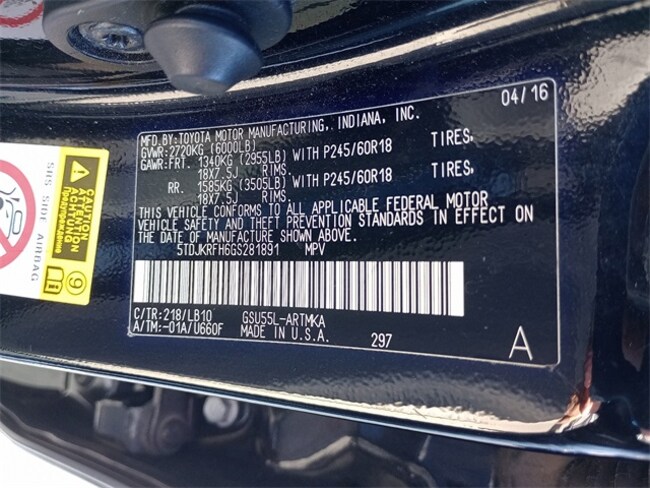 04/16
MFD.BY:TOYOTA MOTOR MANUFACTURING, INDIANA, INC.
GVWR:2720KG (6000LB)
GAWR:FRT. 1340KG (2955LB) WITH P245/60R18 TIRES,
18X7.5J RIMS.
RR. 1585KG (3505LB) WITH P245/60R18 TIRES,
18X7.5J RIMS.
THIS VEHICLE CONFORMS TO ALL APPLICABLE FEDERAL MOTOR
VEHICLE SAFETY AND THEFT PREVENTION STANDARDS IN EFFECT ON
THE DATE OF MANUFACTURE SHOWN ABOVE.
5TDJKRFH6GS281891 MPV
C/TR:218/LB10 GSU55L-ARTMKA
A/TM:-01A/U660F MADE IN U.S.A. 297
A
SRS SIDE AIRBAG
CAUTION
ATTENTION
ACHTUNG
Предупреждение
9